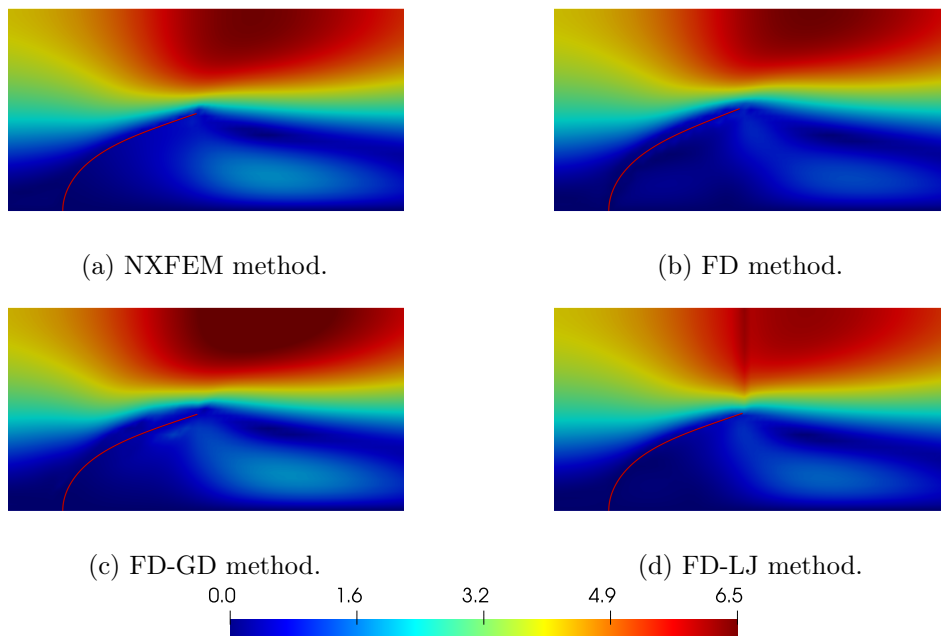 (a) NXFEM method.
(b) FD method.
(c) FD-GD method.
(d) FD-LJ method.
0.0 1.6 3.2 4.9 6.5